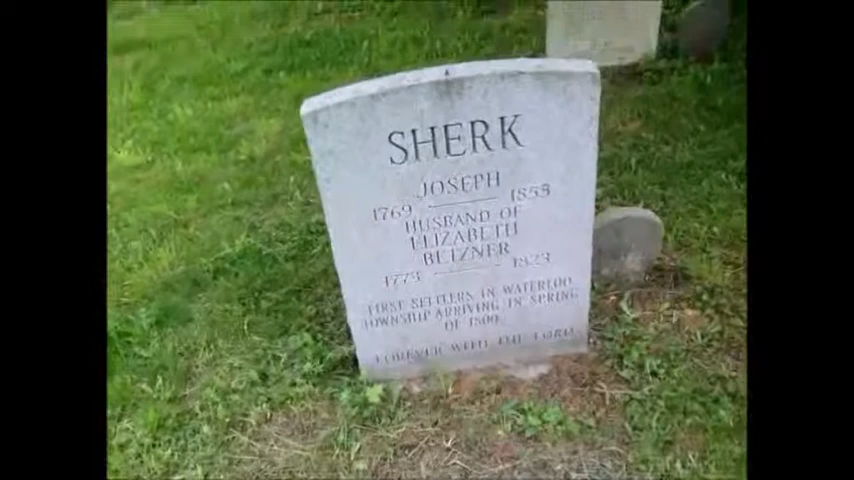 SHERK
JOSEPH
1769 — 1853
HUSBAND OF
ELIZABETH
BETZNER
1773 — 1823
FIRST SETTLERS IN WATERLOO
TOWNSHIP ARRIVING IN SPRING
OF 1800
FOREVER WITH THE LORD